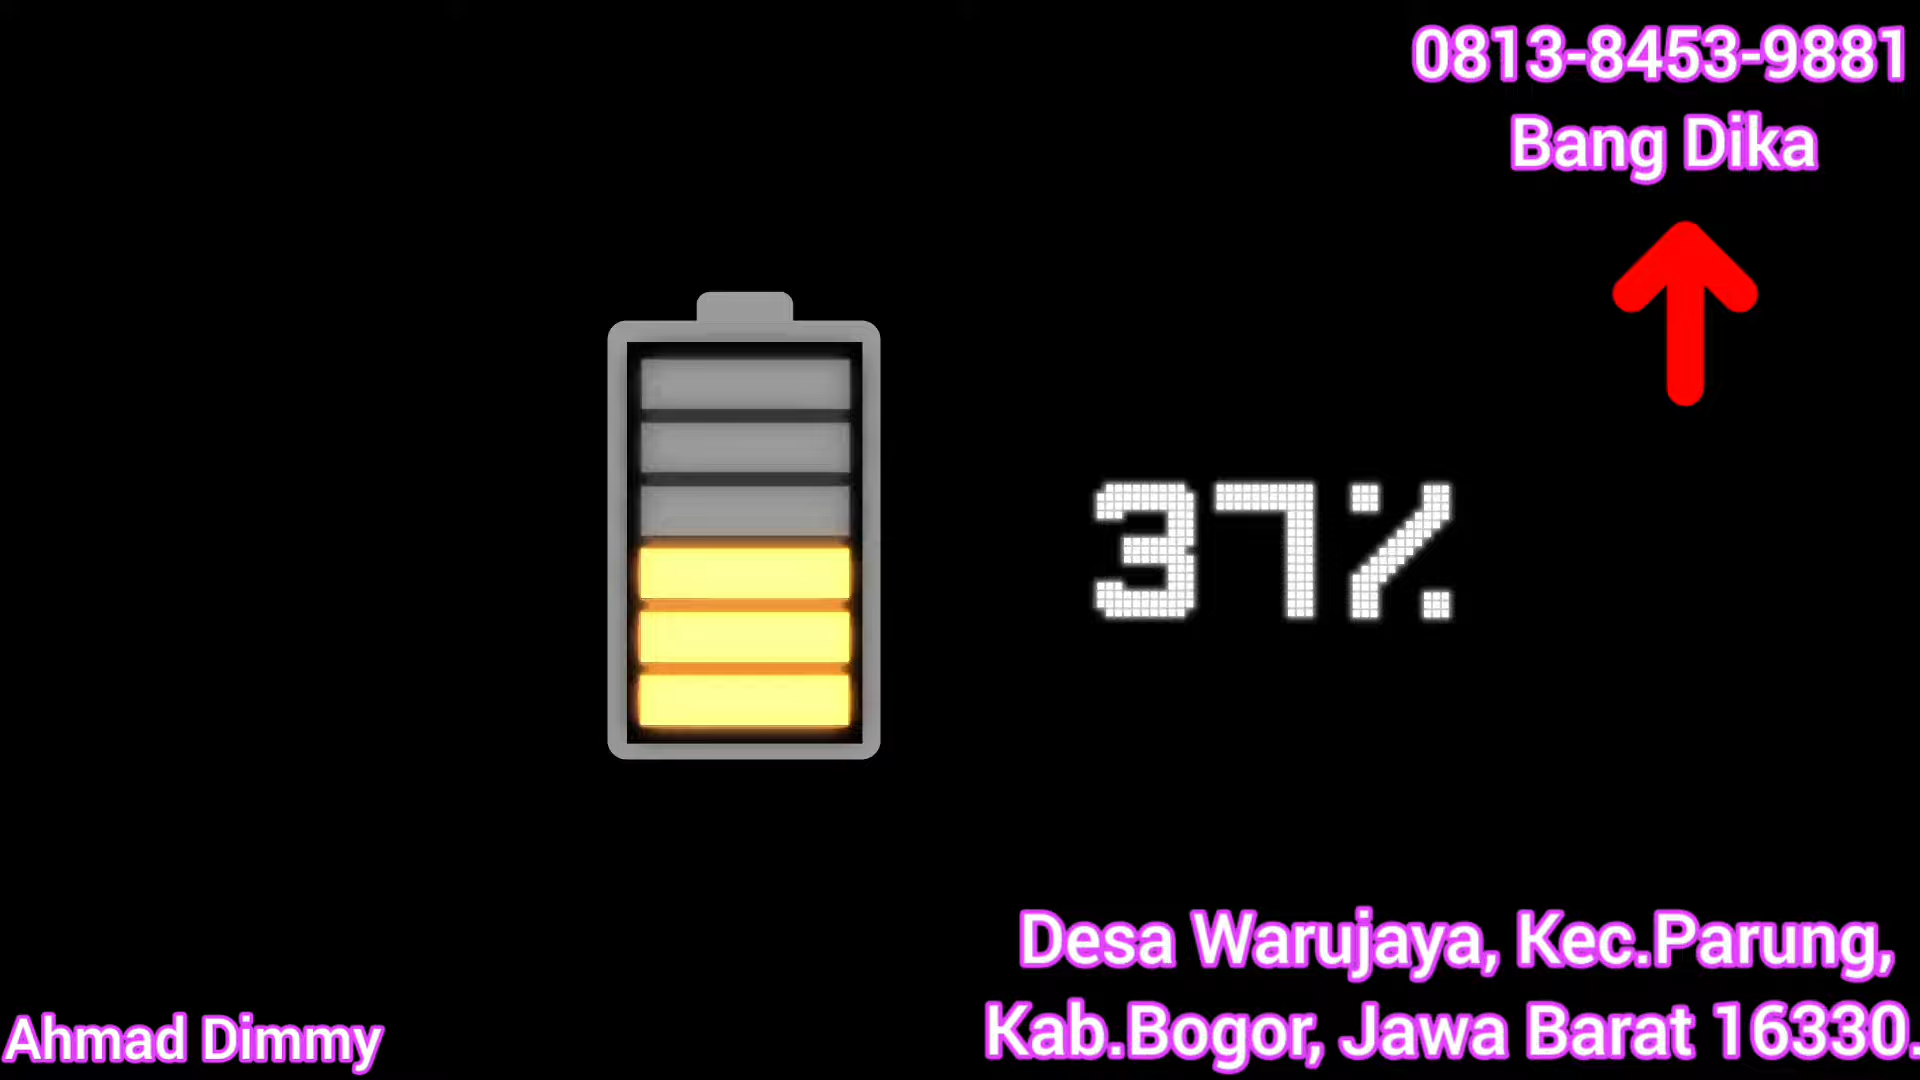 0813-8453-9881
Bang Dika
37%
Desa Warujaya, Kec.Parung,
Kab.Bogor, Jawa Barat 16330.
Ahmad Dimmy